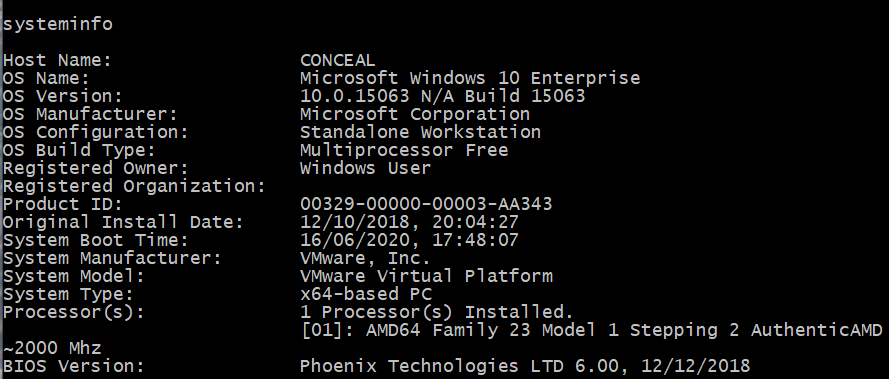 systeminfo
Host Name: CONCEAL
OS Name: Microsoft Windows 10 Enterprise
OS Version: 10.0.15063 N/A Build 15063
OS Manufacturer: Microsoft Corporation
OS Configuration: Standalone Workstation
OS Build Type: Multiprocessor Free
Registered Owner: Windows User
Registered Organization:
Product ID: 00329-00000-00003-AA343
Original Install Date: 12/10/2018, 20:04:27
System Boot Time: 16/06/2020, 17:48:07
System Manufacturer: VMware, Inc.
System Model: VMware Virtual Platform
System Type: x64-based PC
Processor(s): 1 Processor(s) Installed.
[01]: AMD64 Family 23 Model 1 Stepping 2 AuthenticAMD
~2000 Mhz
BIOS Version: Phoenix Technologies LTD 6.00, 12/12/2018